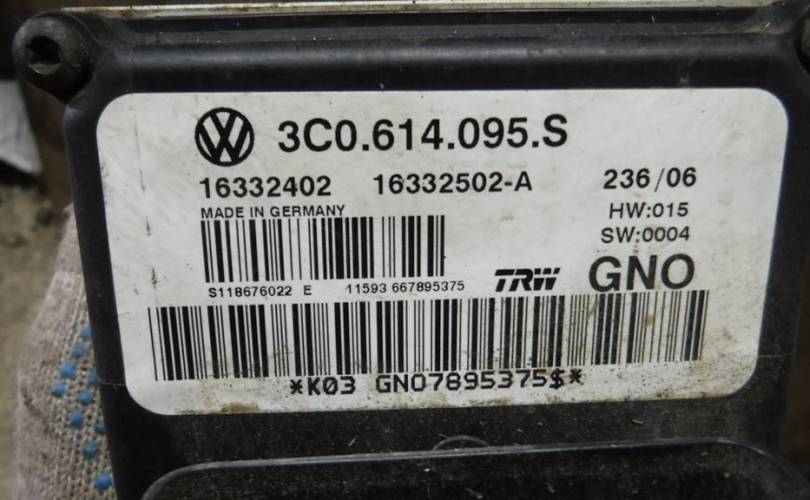 3C0.614.095.S
16332402 16332502-A 236/06
MADE IN GERMANY HW:015
SW:0004
S118676022 E 11593 667895375 TRW GNO
*K03 GNO7895375$*